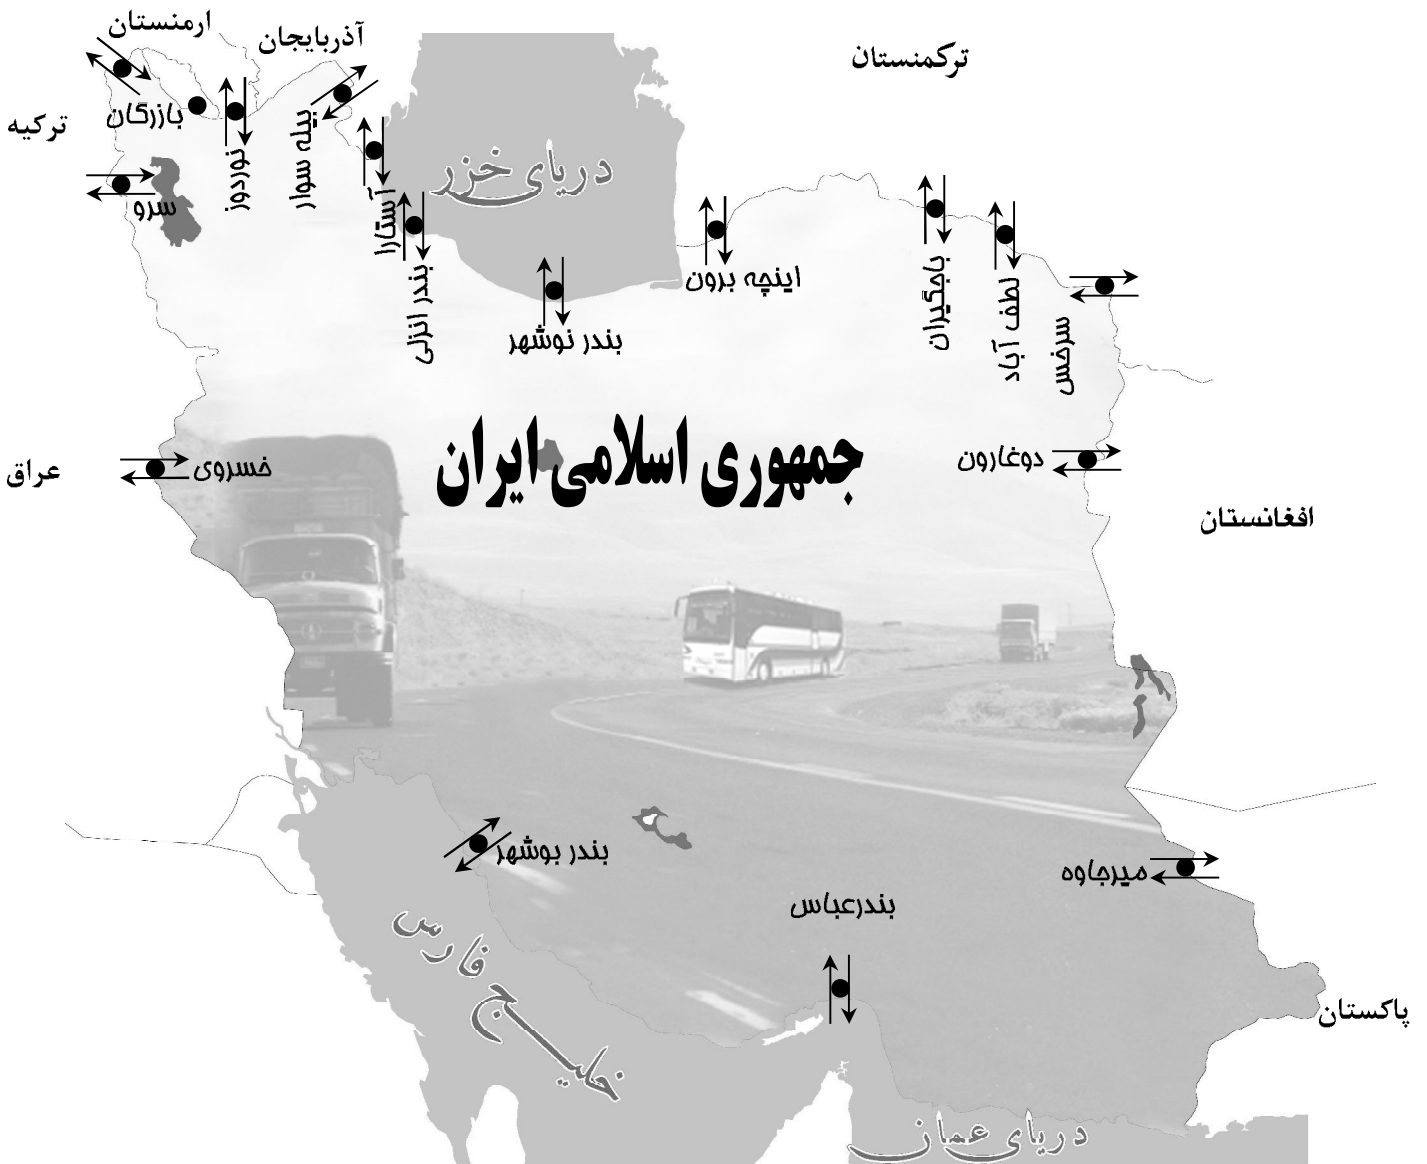 ارمنستان
آذربایجان
ترکمنستان
ترکیه
بازرگان
نوردوز
بیله سوار
آستارا
دریای خزر
سرو
بندر انزلی
بندر نوشهر
اینچه برون
باجگیران
لطف آباد
سرخس
جمهوری اسلامی ایران
عراق
خسروی
دوغارون
افغانستان
بندر بوشهر
میرجاوه
بندرعباس
خلیج فارس
پاکستان
دریای عمان